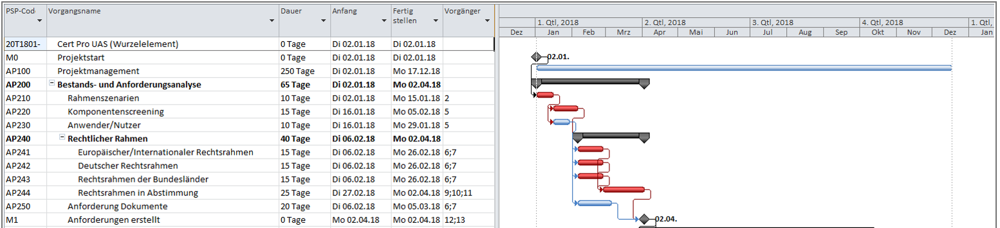 PSP-Cod Vorgangsname Dauer Anfang Fertig stellen Vorgänger
1. Qtl, 2018 2. Qtl, 2018 3. Qtl, 2018 4. Qtl, 2018 1. Q
Dez Jan Feb Mrz Apr Mai Jun Jul Aug Sep Okt Nov Dez Jan
20T1801- Cert Pro UAS (Wurzelelement) 0 Tage Di 02.01.18 Di 02.01.18
M0 Projektstart 0 Tage Di 02.01.18 Di 02.01.18 02.01.
AP100 Projektmanagement 250 Tage Di 02.01.18 Mo 17.12.18
AP200 Bestands- und Anforderungsanalyse 65 Tage Di 02.01.18 Mo 02.04.18
AP210 Rahmenszenarien 10 Tage Di 02.01.18 Mo 15.01.18 2
AP220 Komponentenscreening 15 Tage Di 16.01.18 Mo 05.02.18 5
AP230 Anwender/Nutzer 10 Tage Di 16.01.18 Mo 29.01.18 5
AP240 Rechtlicher Rahmen 40 Tage Di 06.02.18 Mo 02.04.18
AP241 Europäischer/Internationaler Rechtsrahmen 15 Tage Di 06.02.18 Mo 26.02.18 6;7
AP242 Deutscher Rechtsrahmen 15 Tage Di 06.02.18 Mo 26.02.18 6;7
AP243 Rechtsrahmen der Bundesländer 15 Tage Di 06.02.18 Mo 26.02.18 6;7
AP244 Rechtsrahmen in Abstimmung 25 Tage Di 27.02.18 Mo 02.04.18 9;10;11
AP250 Anforderung Dokumente 20 Tage Di 06.02.18 Mo 05.03.18 6;7
M1 Anforderungen erstellt 0 Tage Mo 02.04.18 Mo 02.04.18 12;13 02.04.